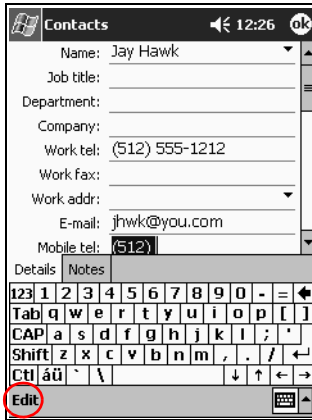 Contacts 12:26 ok
Name: Jay Hawk
Job title:
Department:
Company:
Work tel: (512) 555-1212
Work fax:
Work addr:
E-mail: jhwk@you.com
Mobile tel: (512)
Details Notes
123 1 2 3 4 5 6 7 8 9 0 - =
Tab q w e r t y u i o p [ ]
CAP a s d f g h j k l ; '
Shift z x c v b n m , . /
Ctl áü ` \
Edit